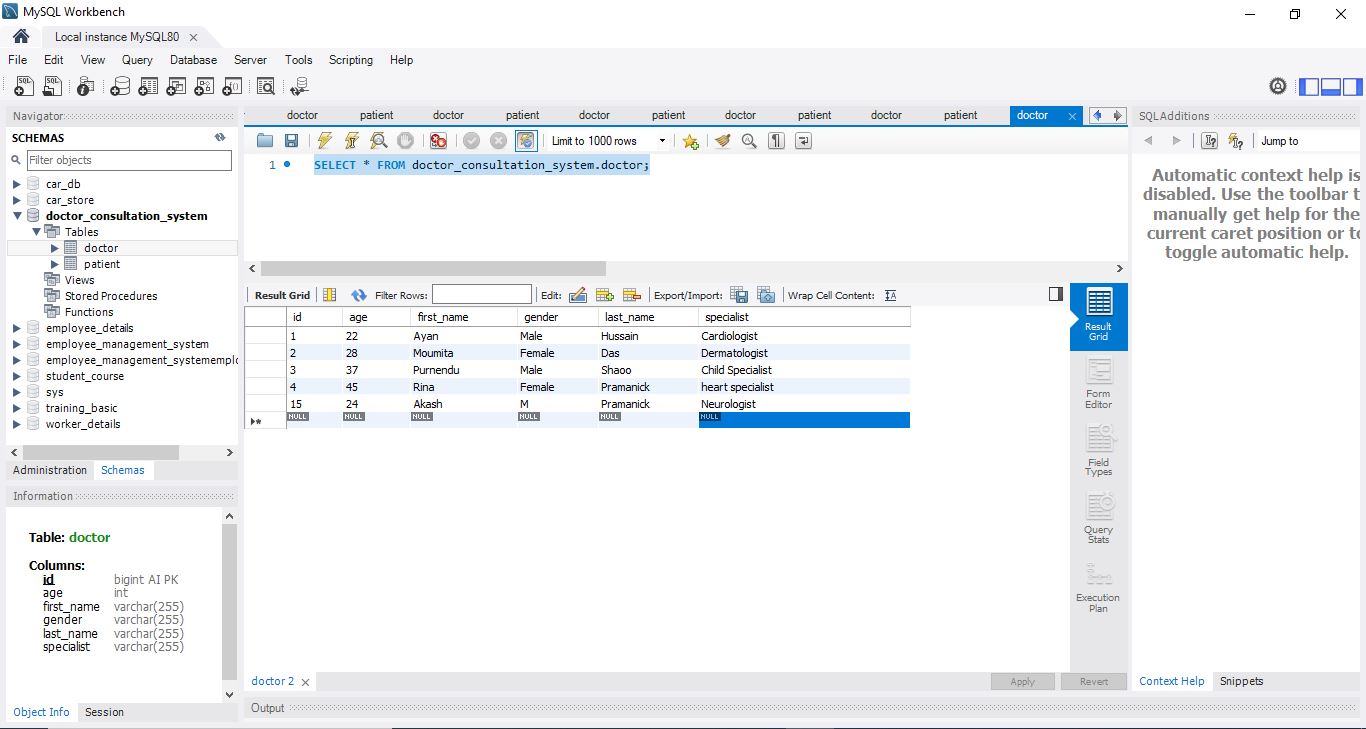 MySQL Workbench
Local instance MySQL80
File Edit View Query Database Server Tools Scripting Help
Navigator
SCHEMAS
Filter objects
car_db
car_store
doctor_consultation_system
Tables
doctor
patient
Views
Stored Procedures
Functions
employee_details
employee_management_system
employee_management_systememplo
student_course
sys
training_basic
worker_details
Administration Schemas
Information
Table: doctor
Columns:
id bigint AI PK
age int
first_name varchar(255)
gender varchar(255)
last_name varchar(255)
specialist varchar(255)
Object Info Session
doctor patient doctor patient doctor patient doctor patient doctor patient doctor
Limit to 1000 rows
1 SELECT * FROM doctor_consultation_system.doctor;
Result Grid Filter Rows: Edit: Export/Import: Wrap Cell Content:
id age first_name gender last_name specialist
1 22 Ayan Male Hussain Cardiologist
2 28 Moumita Female Das Dermatologist
3 37 Purnendu Male Shaoo Child Specialist
4 45 Rina Female Pramanick heart specialist
15 24 Akash M Pramanick Neurologist
NULL NULL NULL NULL NULL NULL
Result
Grid
Form
Editor
Field
Types
Query
Stats
Execution
Plan
doctor 2
Apply Revert
Output
SQLAdditions
Jump to
Automatic context help is
disabled. Use the toolbar t
manually get help for the
current caret position or to
toggle automatic help.
Context Help Snippets